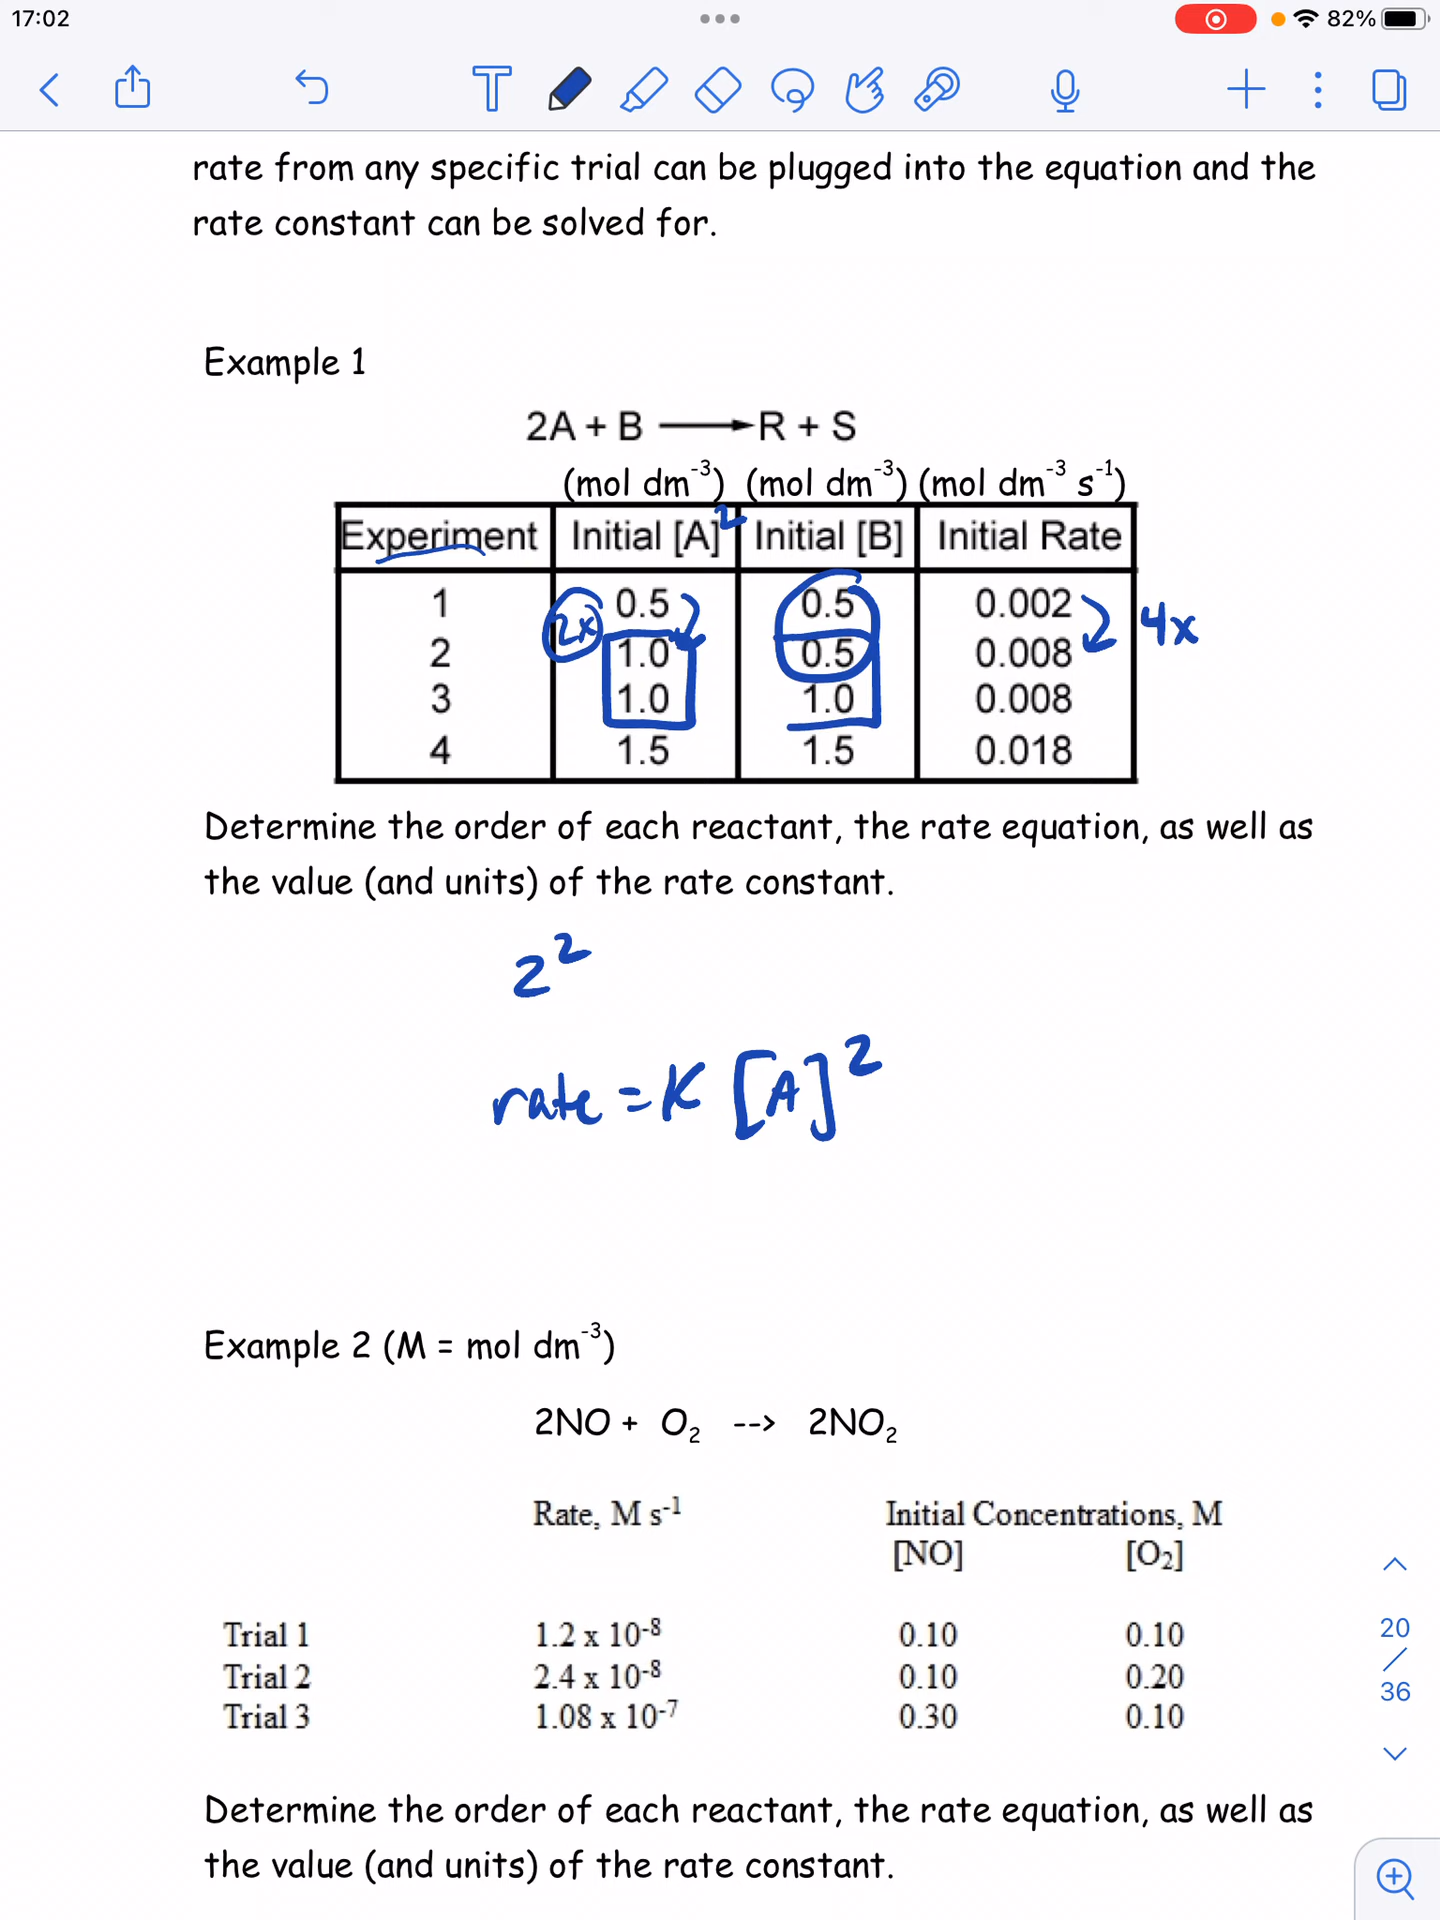 17:02
82%
rate from any specific trial can be plugged into the equation and the
rate constant can be solved for.
Example 1
2A + B ⟶ R + S
(mol dm⁻³) (mol dm⁻³) (mol dm⁻³ s⁻¹)
Experiment Initial [A]² Initial [B] Initial Rate
1 0.5 0.5 0.002
2x 4x
2 1.0 0.5 0.008
3 1.0 1.0 0.008
4 1.5 1.5 0.018
Determine the order of each reactant, the rate equation, as well as
the value (and units) of the rate constant.
2²
rate = K [A]²
Example 2 (M = mol dm⁻³)
2NO + O₂ --> 2NO₂
Rate, M s⁻¹ Initial Concentrations, M
[NO] [O₂]
Trial 1 1.2 x 10⁻⁸ 0.10 0.10
Trial 2 2.4 x 10⁻⁸ 0.10 0.20
Trial 3 1.08 x 10⁻⁷ 0.30 0.10
20
/
36
Determine the order of each reactant, the rate equation, as well as
the value (and units) of the rate constant.